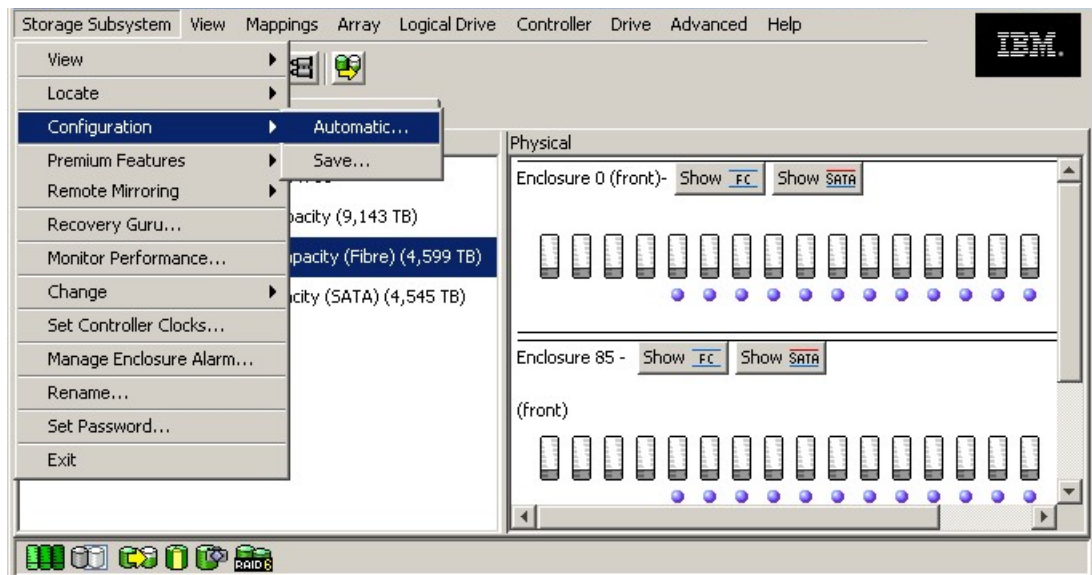 Storage Subsystem View Mappings Array Logical Drive Controller Drive Advanced Help
IBM.
View
Locate
Configuration
Premium Features
Remote Mirroring
Recovery Guru...
Monitor Performance...
Change
Set Controller Clocks...
Manage Enclosure Alarm...
Rename...
Set Password...
Exit
Automatic...
Save...
(9,143 TB)
(Fibre) (4,599 TB)
(SATA) (4,545 TB)
Physical
Enclosure 0 (front)- Show FC Show SATA
Enclosure 85 - Show FC Show SATA
(front)
RAID 6